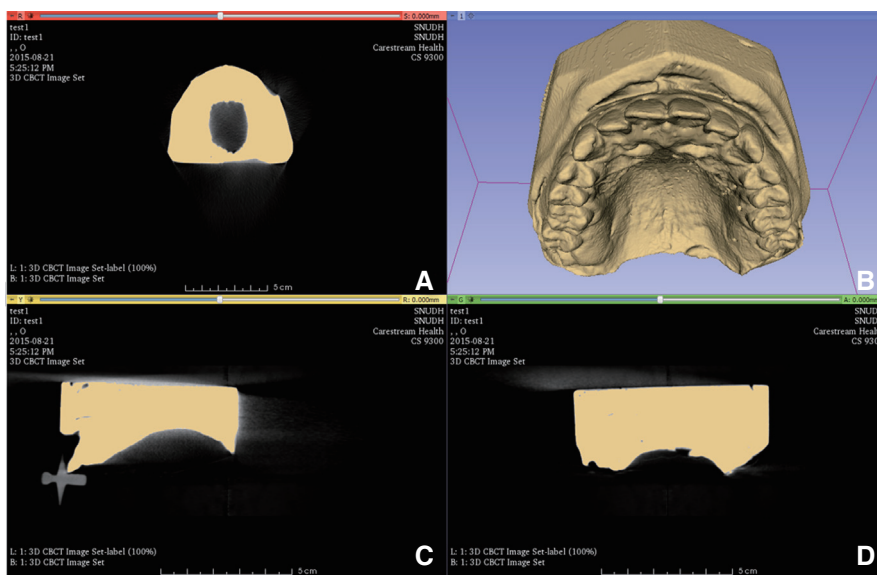 R
S: 0.000mm
test1
ID: test1
, , O
2015-08-21
5:25:12 PM
3D CBCT Image Set
SNUDH
SNUDH
Carestream Health
CS 9300
L: 1: 3D CBCT Image Set-label (100%)
B: 1: 3D CBCT Image Set
5 cm
A
1
B
Y
R: 0.000mm
test1
ID: test1
, , O
2015-08-21
5:25:12 PM
3D CBCT Image Set
SNUDH
SNUDH
Carestream Health
CS 9300
L: 1: 3D CBCT Image Set-label (100%)
B: 1: 3D CBCT Image Set
5 cm
C
G
A: 0.000mm
test1
ID: test1
, , O
2015-08-21
5:25:12 PM
3D CBCT Image Set
SNUD
SNUD
Carestream Health
CS 930
L: 1: 3D CBCT Image Set-label (100%)
B: 1: 3D CBCT Image Set
5 cm
D